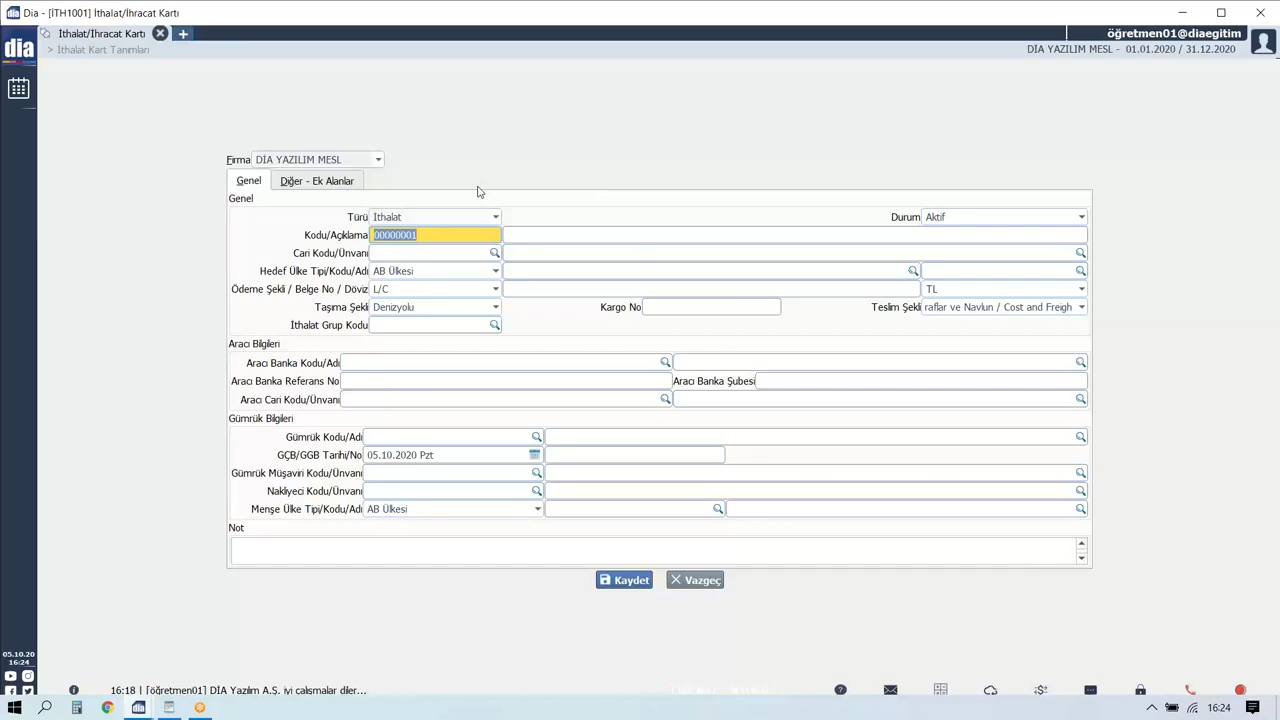 Dia - [İTH1001] İthalat/İhracat Kartı
dia
İthalat/İhracat Kartı
öğretmen01@diaegitim
> İthalat Kart Tanımları
DİA YAZILIM MESL - 01.01.2020 / 31.12.2020
Firma DİA YAZILIM MESL
Genel Diğer - Ek Alanlar
Genel
Türü İthalat Durum Aktif
Kodu/Açıklama 00000001
Cari Kodu/Ünvanı
Hedef Ülke Tipi/Kodu/Adı AB Ülkesi
Ödeme Şekli / Belge No / Döviz L/C TL
Taşıma Şekli Denizyolu Kargo No Teslim Şekli raflar ve Navlun / Cost and Freigh
İthalat Grup Kodu
Aracı Bilgileri
Aracı Banka Kodu/Adı
Aracı Banka Referans No Aracı Banka Şubesi
Aracı Cari Kodu/Ünvanı
Gümrük Bilgileri
Gümrük Kodu/Adı
GÇB/GGB Tarihi/No 05.10.2020 Pzt
Gümrük Müşaviri Kodu/Ünvanı
Nakliyeci Kodu/Ünvanı
Menşe Ülke Tipi/Kodu/Adı AB Ülkesi
Not
Kaydet Vazgeç
05.10.20
16:24
16:18 | [öğretmen01] DİA Yazılım A.Ş. iyi çalışmalar diler...
dia
16:24